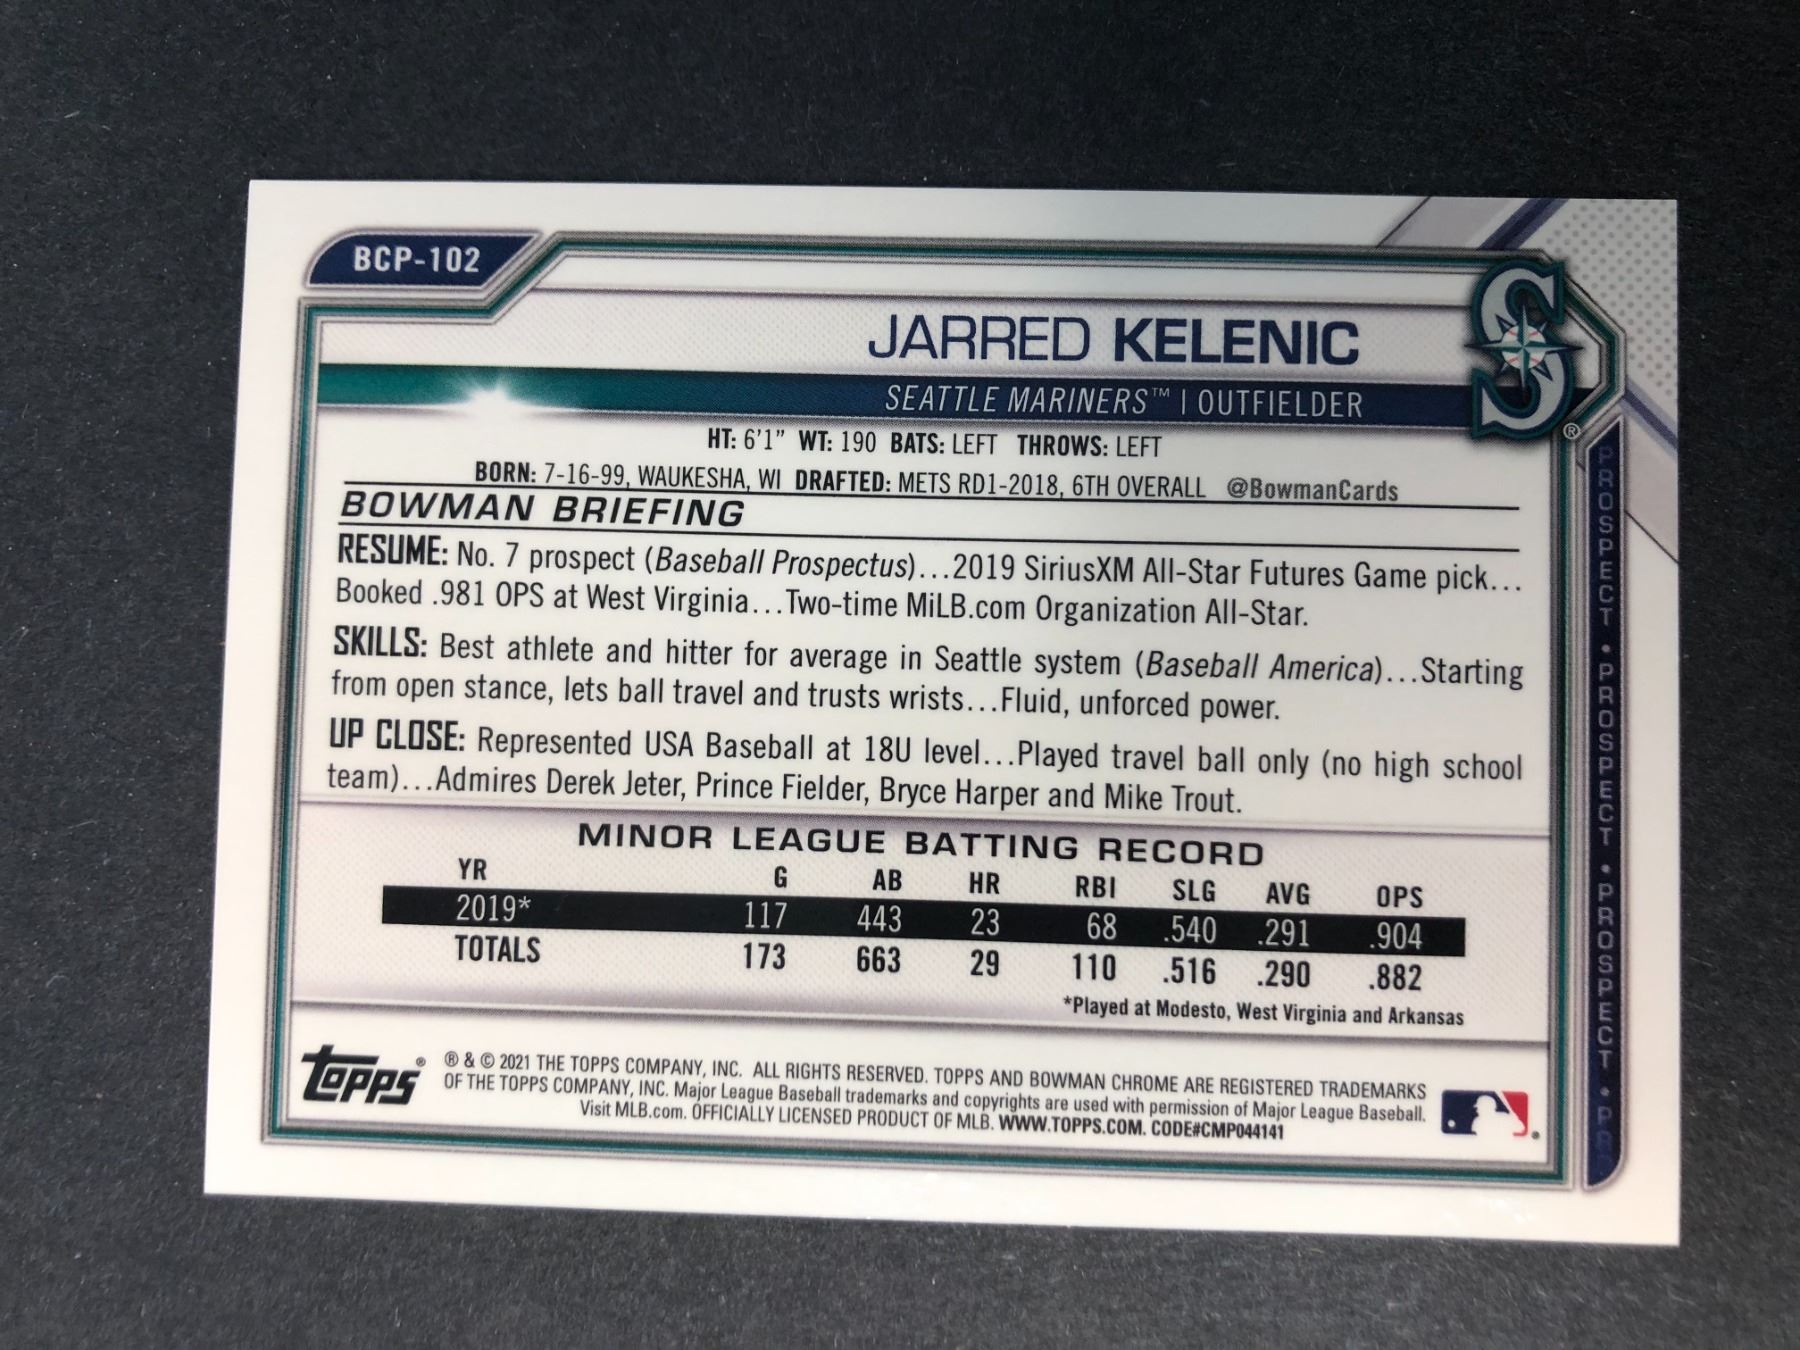 BCP-102
JARRED KELENIC
SEATTLE MARINERS™ | OUTFIELDER
HT: 6'1" WT: 190 BATS: LEFT THROWS: LEFT
BORN: 7-16-99, WAUKESHA, WI DRAFTED: METS RD1-2018, 6TH OVERALL @BowmanCards
BOWMAN BRIEFING
RESUME: No. 7 prospect (Baseball Prospectus)...2019 SiriusXM All-Star Futures Game pick...
Booked .981 OPS at West Virginia...Two-time MiLB.com Organization All-Star.
SKILLS: Best athlete and hitter for average in Seattle system (Baseball America)...Starting
from open stance, lets ball travel and trusts wrists...Fluid, unforced power.
UP CLOSE: Represented USA Baseball at 18U level...Played travel ball only (no high school
team)...Admires Derek Jeter, Prince Fielder, Bryce Harper and Mike Trout.
MINOR LEAGUE BATTING RECORD
YR G AB HR RBI SLG AVG OPS
2019* 117 443 23 68 .540 .291 .904
TOTALS 173 663 29 110 .516 .290 .882
*Played at Modesto, West Virginia and Arkansas
topps® ® & © 2021 THE TOPPS COMPANY, INC. ALL RIGHTS RESERVED. TOPPS AND BOWMAN CHROME ARE REGISTERED TRADEMARKS
OF THE TOPPS COMPANY, INC. Major League Baseball trademarks and copyrights are used with permission of Major League Baseball.
Visit MLB.com. OFFICIALLY LICENSED PRODUCT OF MLB. WWW.TOPPS.COM. CODE#CMP044141
S ®
PROSPECT • PROSPECT • PROSPECT • PR